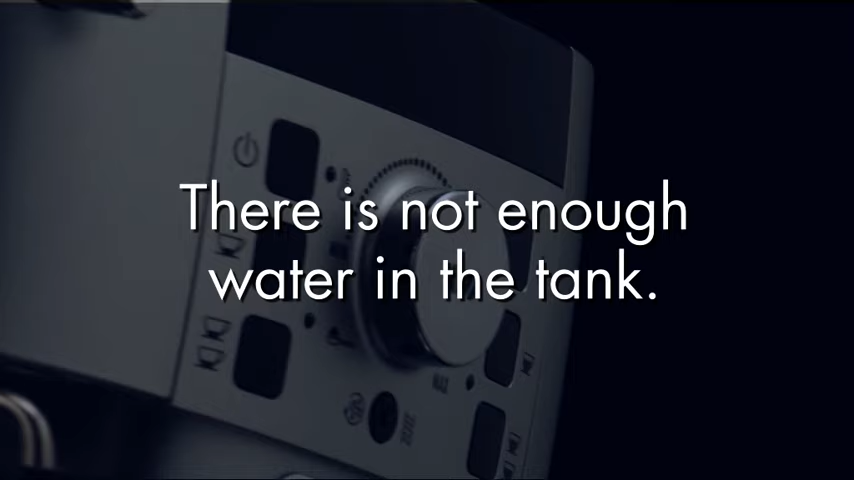 There is not enough
water in the tank.